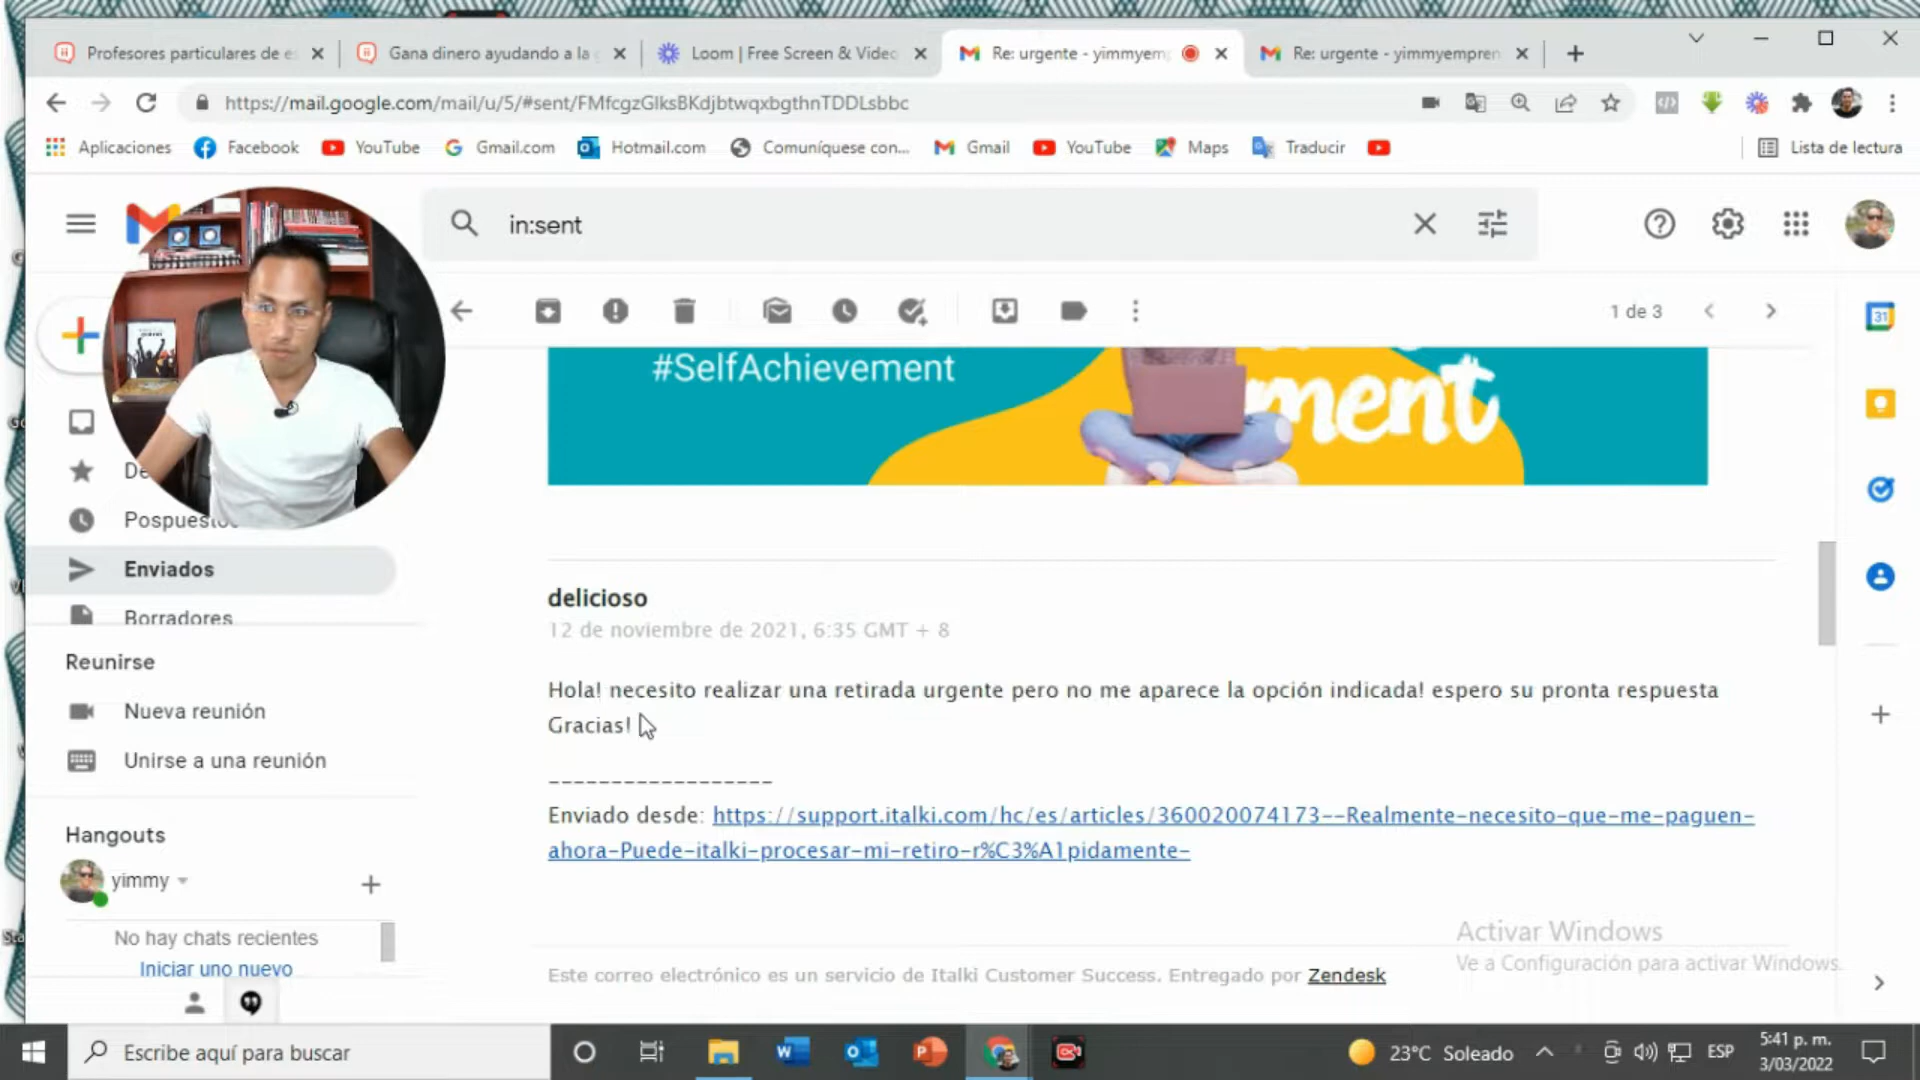 Profesores particulares de es
Gana dinero ayudando a la g
Loom | Free Screen & Video
Re: urgente - yimmyemp
Re: urgente - yimmyempren
https://mail.google.com/mail/u/5/#sent/FMfcgzGlksBKdjbtwqxbgthnTDDLsbbc
Aplicaciones
Facebook
YouTube
Gmail.com
Hotmail.com
Comuníquese con...
Gmail
YouTube
Maps
Traducir
Lista de lectura
in:sent
1 de 3
#SelfAchievement
ment
De
Pospuestos
Enviados
Borradores
Reunirse
Nueva reunión
Unirse a una reunión
Hangouts
yimmy
No hay chats recientes
Iniciar uno nuevo
delicioso
12 de noviembre de 2021, 6:35 GMT + 8
Hola! necesito realizar una retirada urgente pero no me aparece la opción indicada! espero su pronta respuesta
Gracias!
------------------
Enviado desde: https://support.italki.com/hc/es/articles/360020074173--Realmente-necesito-que-me-paguen-
ahora-Puede-italki-procesar-mi-retiro-r%C3%A1pidamente-
Este correo electrónico es un servicio de Italki Customer Success. Entregado por Zendesk
Activar Windows
Ve a Configuración para activar Windows.
Escribe aquí para buscar
23°C Soleado
ESP
5:41 p. m.
3/03/2022